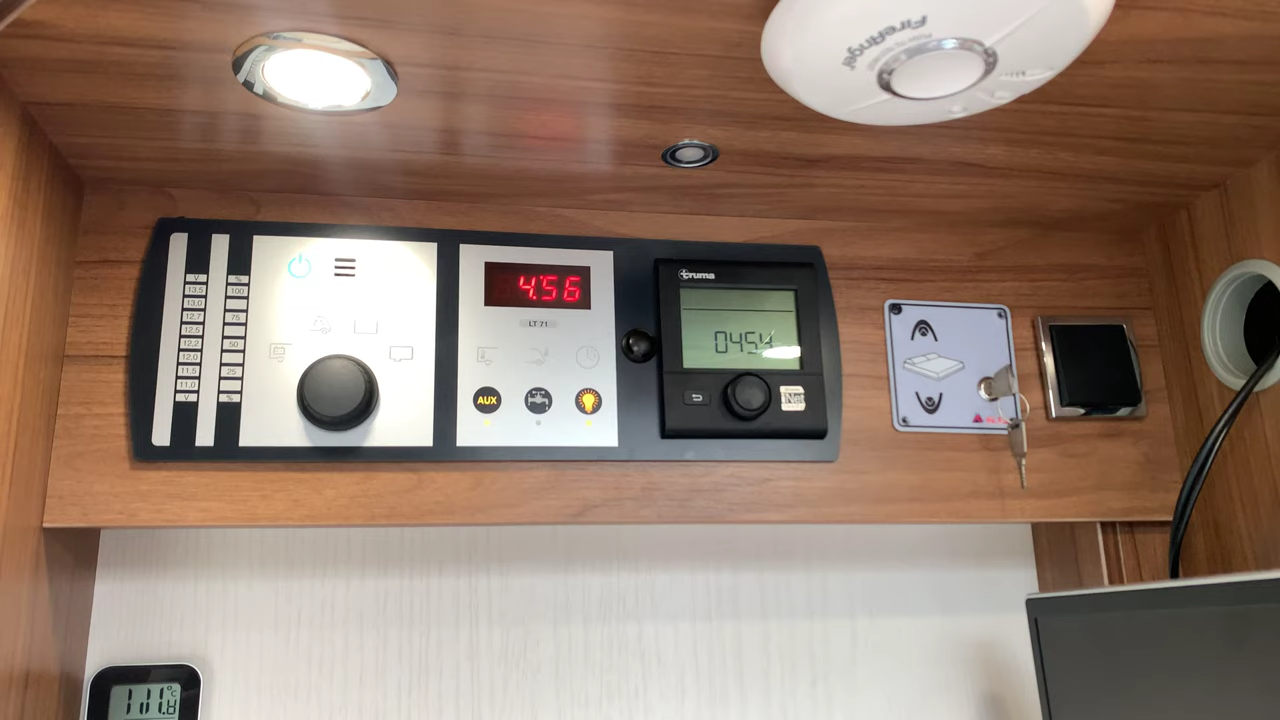 FireAngel
V
13,5
13,0
12,7
12,5
12,2
12,0
11,5
11,0
V
%
100
75
50
25
%
4:56
LT 71
AUX
truma
0454
iNet
°C